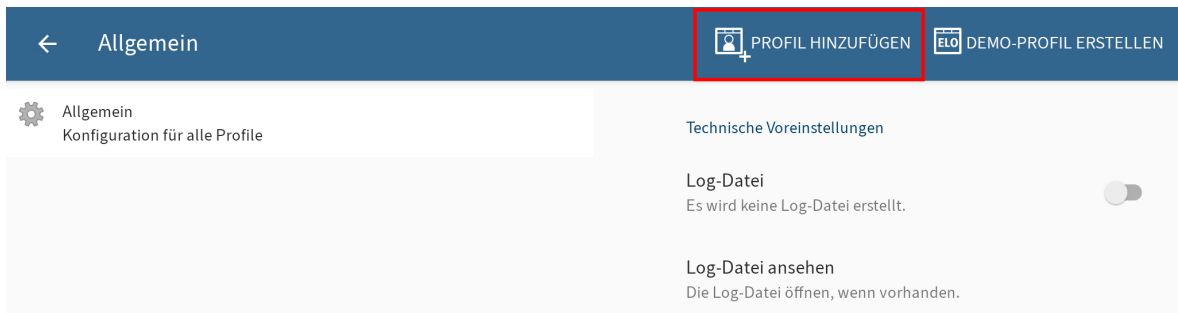 Allgemein
PROFIL HINZUFÜGEN
ELO DEMO-PROFIL ERSTELLEN
Allgemein
Konfiguration für alle Profile
Technische Voreinstellungen
Log-Datei
Es wird keine Log-Datei erstellt.
Log-Datei ansehen
Die Log-Datei öffnen, wenn vorhanden.